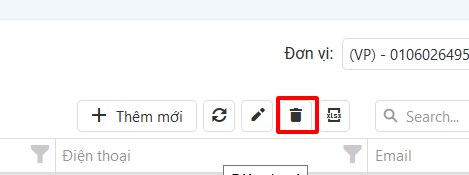 Đơn vị: (VP) - 0106026495
Thêm mới XLSX Search...
Điện thoại Email